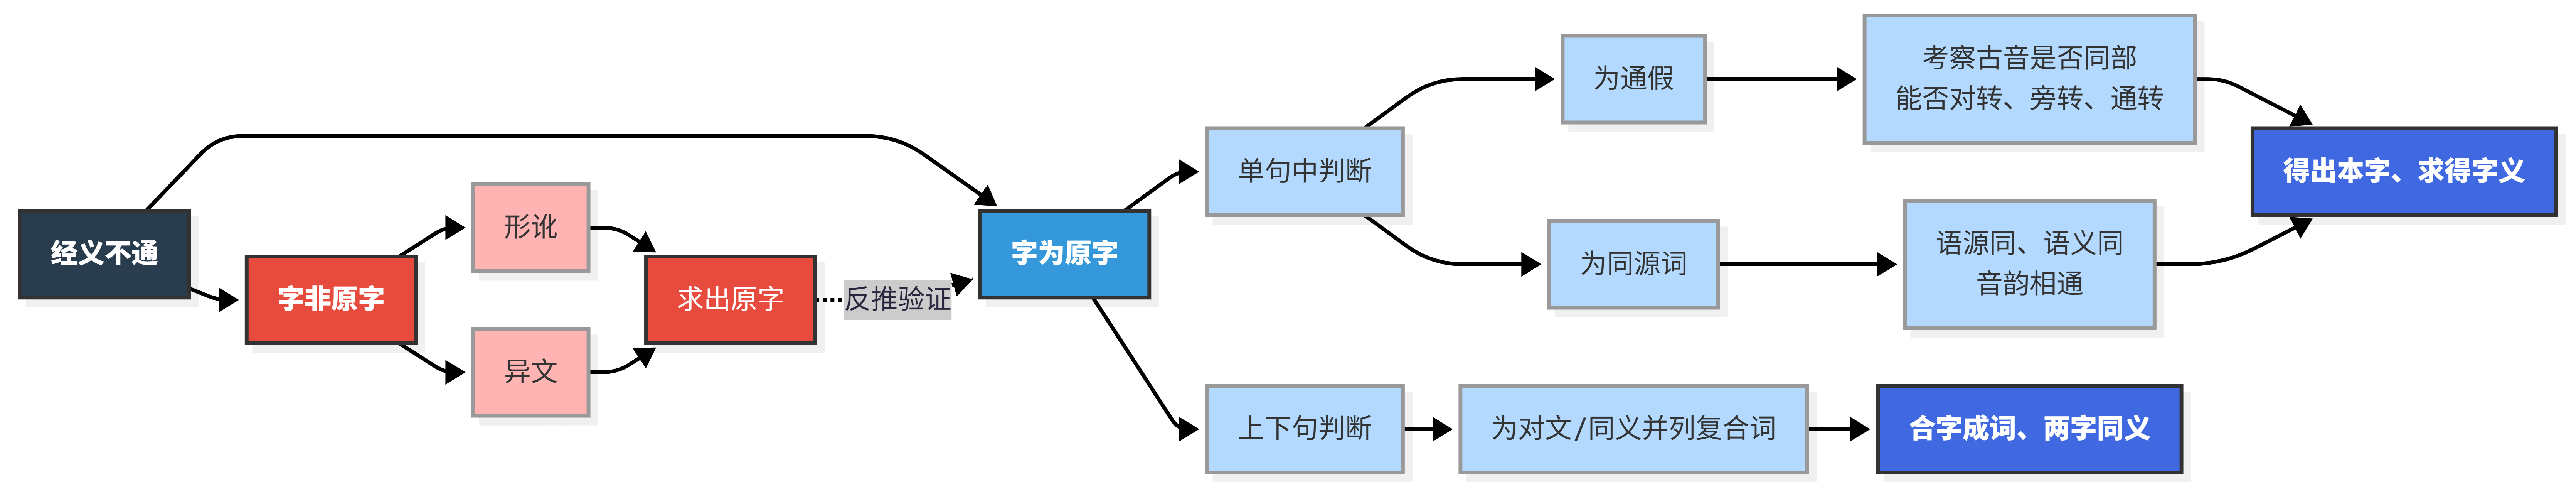 经义不通
字非原字
形讹
异文
求出原字
反推验证
字为原字
单句中判断
为通假
考察古音是否同部
能否对转、旁转、通转
为同源词
语源同、语义同
音韵相通
得出本字、求得字义
上下句判断
为对文/同义并列复合词
合字成词、两字同义